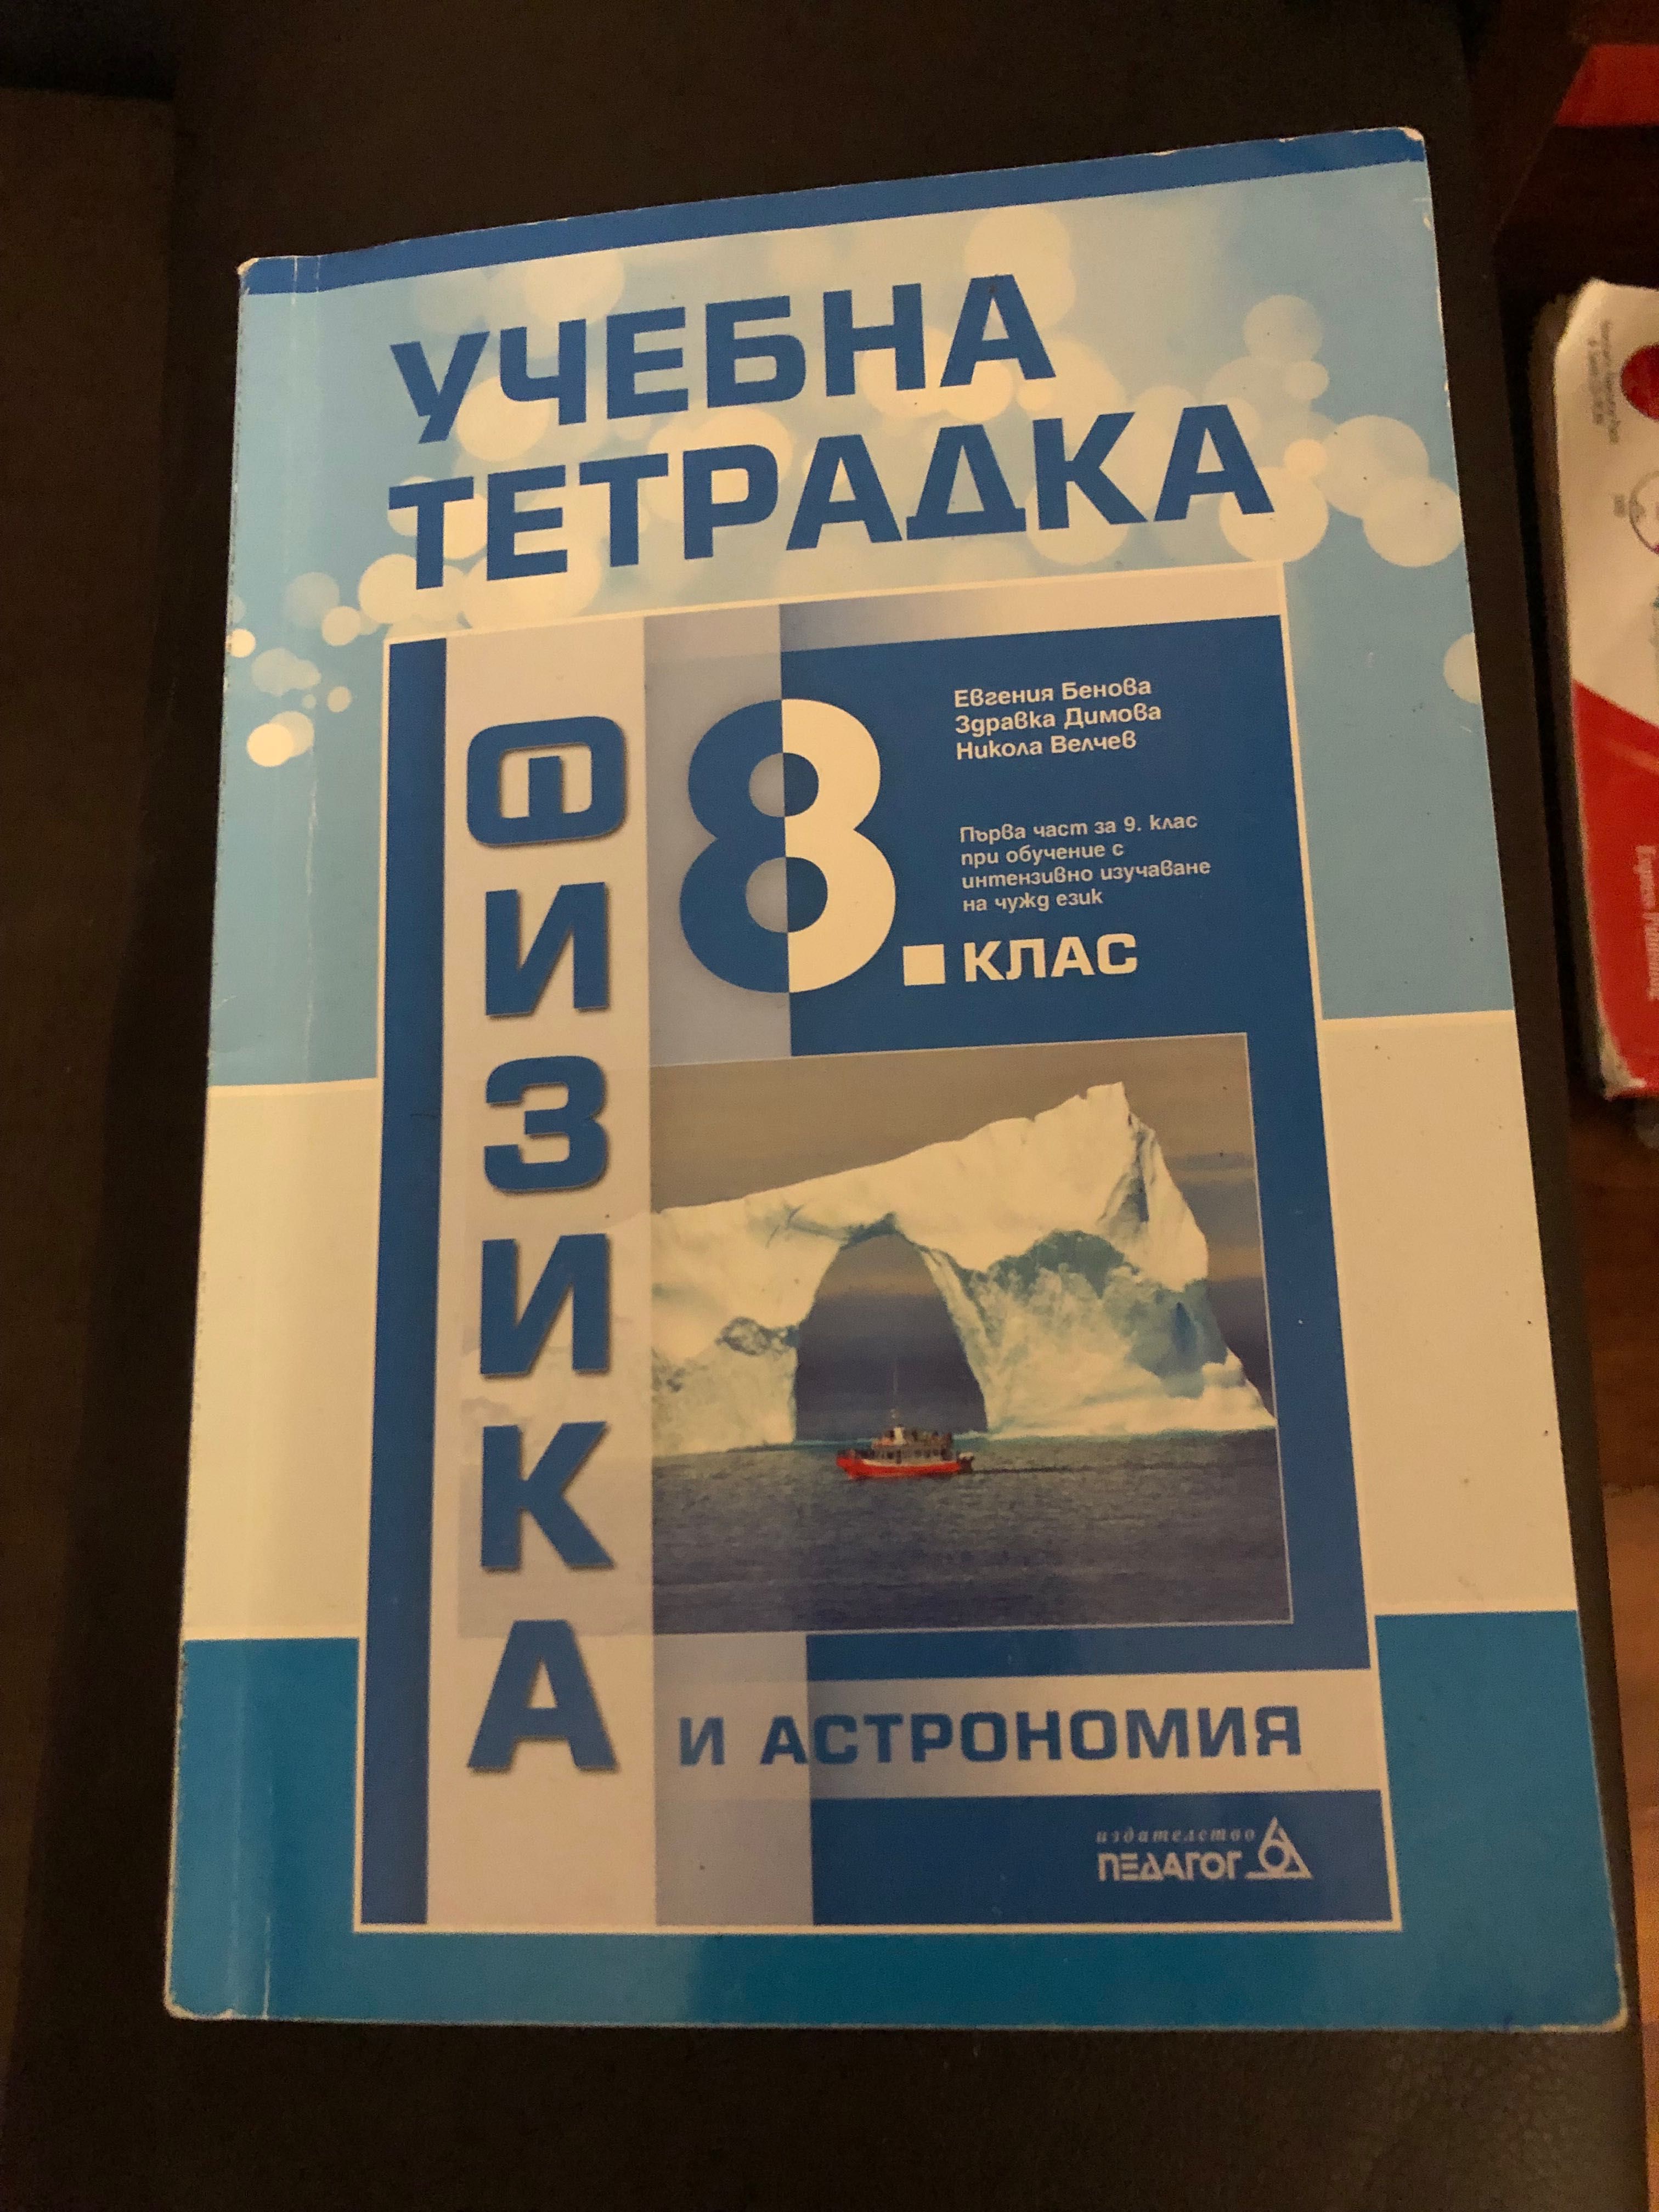 УЧЕБНА
ТЕТРАДКА
ФИЗИКА
8. КЛАС
Евгения Бенова
Здравка Димова
Никола Велчев
Първа част за 9. клас
при обучение с
интензивно изучаване
на чужд език
И АСТРОНОМИЯ
издателство
ПЕДАГОГ 6